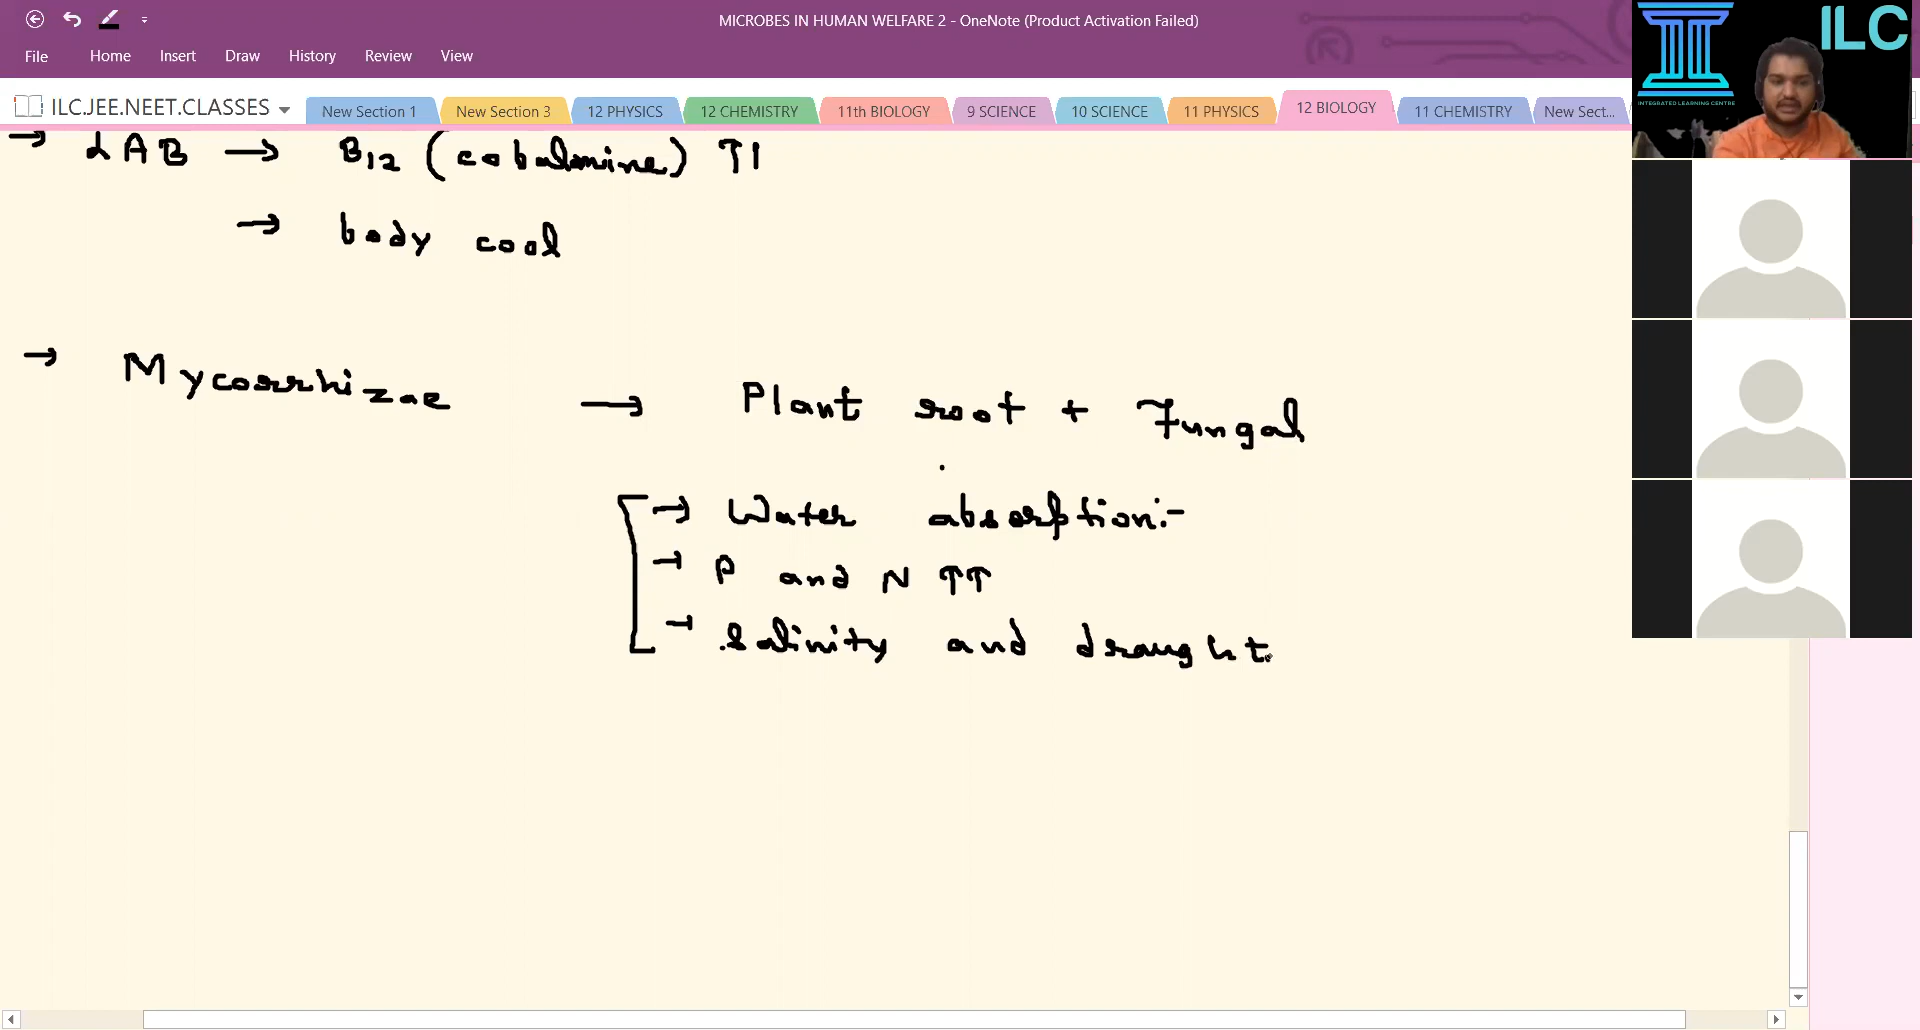 MICROBES IN HUMAN WELFARE 2 - OneNote (Product Activation Failed)
File Home Insert Draw History Review View
ILC.JEE.NEET.CLASSES
New Section 1 New Section 3 12 PHYSICS 12 CHEMISTRY 11th BIOLOGY 9 SCIENCE 10 SCIENCE 11 PHYSICS 12 BIOLOGY 11 CHEMISTRY New Sect...
ILC
INTEGRATED LEARNING CENTRE
→ LAB → B12 (cobalamine) ↑
→ body cool
→ Mycorrhizae → Plant root + Fungal
→ Water absorption:-
→ P and N ↑↑
→ Salinity and draught